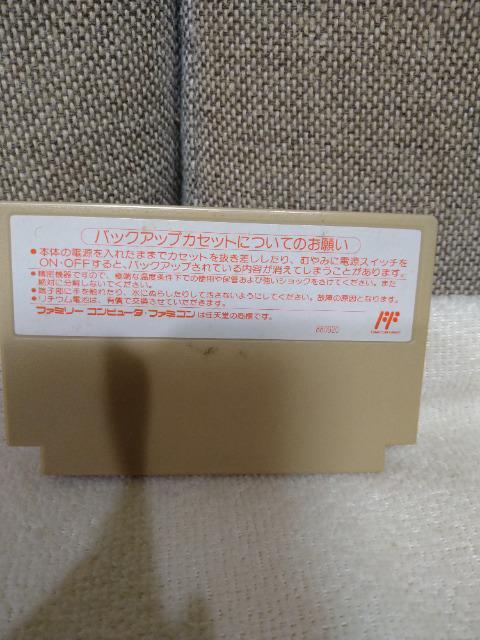 バックアップカセットについてのお願い
●本体の電源を入れたままでカセットを抜き差ししたり、むやみに電源スイッチを
ON・OFFすると、バックアップされている内容が消えてしまうことがあります。
●精密機器ですので、極端な温度条件下での使用や保管および強いショックをさけてください。また
絶対に分解しないでください。
●端子部に手を触れたり、水にぬらしたりして汚さないようにしてください。故障の原因となります。
●リチウム電池は、有償で交換させていただきます。
ファミリー コンピュータ・ファミコンは任天堂の商標です。
880920